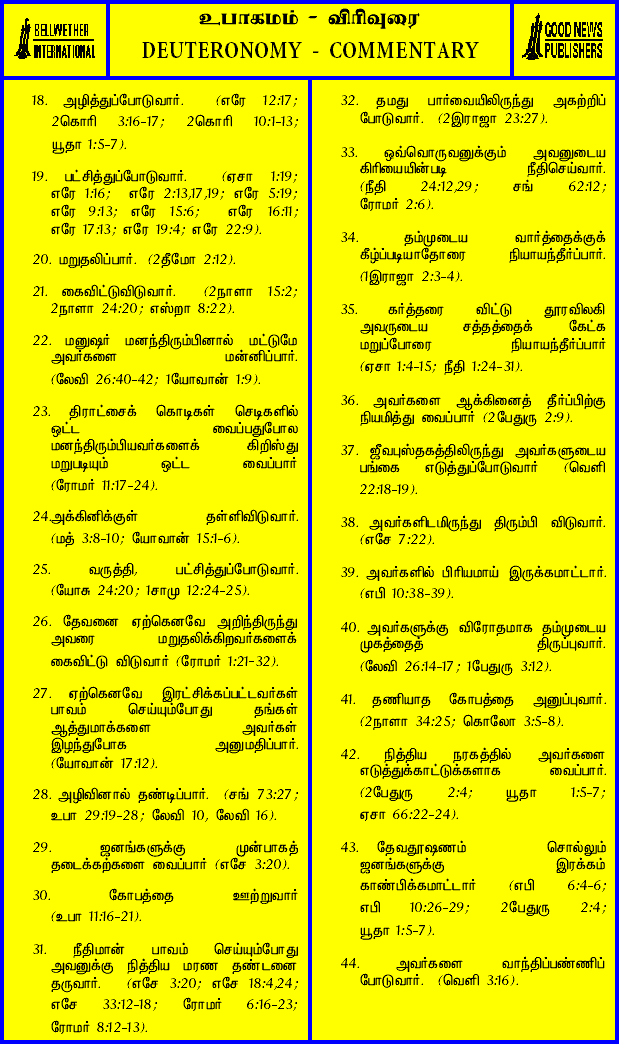 BELLWETHER
INTERNATIONAL
உபாகமம் - விரிவுரை
DEUTERONOMY - COMMENTARY
GOOD NEWS
PUBLISHERS
18. அழித்துப்போடுவார். (எரே 12:17;
2கொரி 3:16-17; 2கொரி 10:1-13;
யூதா 1:5-7).
19. பட்சித்துப்போடுவார். (ஏசா 1:19;
எரே 1:16; எரே 2:13,17,19; எரே 5:19;
எரே 9:13; எரே 15:6; எரே 16:11;
எரே 17:13; எரே 19:4; எரே 22:9).
20. மறுதலிப்பார். (2தீமோ 2:12).
21. கைவிட்டுவிடுவார். (2நாளா 15:2;
2நாளா 24:20; எஸ்றா 8:22).
22. மனுஷர் மனந்திரும்பினால் மட்டுமே
அவர்களை மன்னிப்பார்.
(லேவி 26:40-42; 1யோவான் 1:9).
23. திராட்சைக் கொடிகள் செடிகளில்
ஒட்ட வைப்பதுபோல
மனந்திரும்பியவர்களைக் கிறிஸ்து
மறுபடியும் ஒட்ட வைப்பார்
(ரோமர் 11:17-24).
24.அக்கினிக்குள் தள்ளிவிடுவார்.
(மத் 3:8-10; யோவான் 15:1-6).
25. வருத்தி, பட்சித்துப்போடுவார்.
(யோசு 24:20; 1சாமு 12:24-25).
26. தேவனை ஏற்கெனவே அறிந்திருந்து
அவரை மறுதலிக்கிறவர்களைக்
கைவிட்டு விடுவார் (ரோமர் 1:21-32).
27. ஏற்கெனவே இரட்சிக்கப்பட்டவர்கள்
பாவம் செய்யும்போது தங்கள்
ஆத்துமாக்களை அவர்கள்
இழந்துபோக அனுமதிப்பார்.
(யோவான் 17:12).
28. அழிவினால் தண்டிப்பார். (சங் 73:27;
உபா 29:19-28; லேவி 10, லேவி 16).
29. ஜனங்களுக்கு முன்பாகத்
தடைக்கற்களை வைப்பார் (எசே 3:20).
30. கோபத்தை ஊற்றுவார்
(உபா 11:16-21).
31. நீதிமான் பாவம் செய்யும்போது
அவனுக்கு நித்திய மரண தண்டனை
தருவார். (எசே 3:20; எசே 18:4,24;
எசே 33:12-18; ரோமர் 6:16-23;
ரோமர் 8:12-13).
32. தமது பார்வையிலிருந்து அகற்றிப்
போடுவார். (2இராஜா 23:27).
33. ஒவ்வொருவனுக்கும் அவனுடைய
கிரியையின்படி நீதிசெய்வார்.
(நீதி 24:12,29; சங் 62:12;
ரோமர் 2:6).
34. தம்முடைய வார்த்தைக்குக்
கீழ்ப்படியாதோரை நியாயந்தீர்ப்பார்.
(1இராஜா 2:3-4).
35. கர்த்தரை விட்டு தூரவிலகி
அவருடைய சத்தத்தைக் கேட்க
மறுப்போரை நியாயந்தீர்ப்பார்
(ஏசா 1:4-15; நீதி 1:24-31).
36. அவர்களை ஆக்கினைத் தீர்ப்பிற்கு
நியமித்து வைப்பார் (2பேதுரு 2:9).
37. ஜீவபுஸ்தகத்திலிருந்து அவர்களுடைய
பங்கை எடுத்துப்போடுவார் (வெளி
22:18-19).
38. அவர்களிடமிருந்து திரும்பி விடுவார்.
(எசே 7:22).
39. அவர்களில் பிரியமாய் இருக்கமாட்டார்.
(எபி 10:38-39).
40. அவர்களுக்கு விரோதமாக தம்முடைய
முகத்தைத் திருப்புவார்.
(லேவி 26:14-17; 1பேதுரு 3:12).
41. தணியாத கோபத்தை அனுப்புவார்.
(2நாளா 34:25; கொலோ 3:5-8).
42. நித்திய நரகத்தில் அவர்களை
எடுத்துக்காட்டுக்களாக வைப்பார்.
(2பேதுரு 2:4; யூதா 1:5-7;
ஏசா 66:22-24).
43. தேவதூஷணம் சொல்லும்
ஜனங்களுக்கு இரக்கம்
காண்பிக்கமாட்டார் (எபி 6:4-6;
எபி 10:26-29; 2பேதுரு 2:4;
யூதா 1:5-7).
44. அவர்களை வாந்திப்பண்ணிப்
போடுவார். (வெளி 3:16).